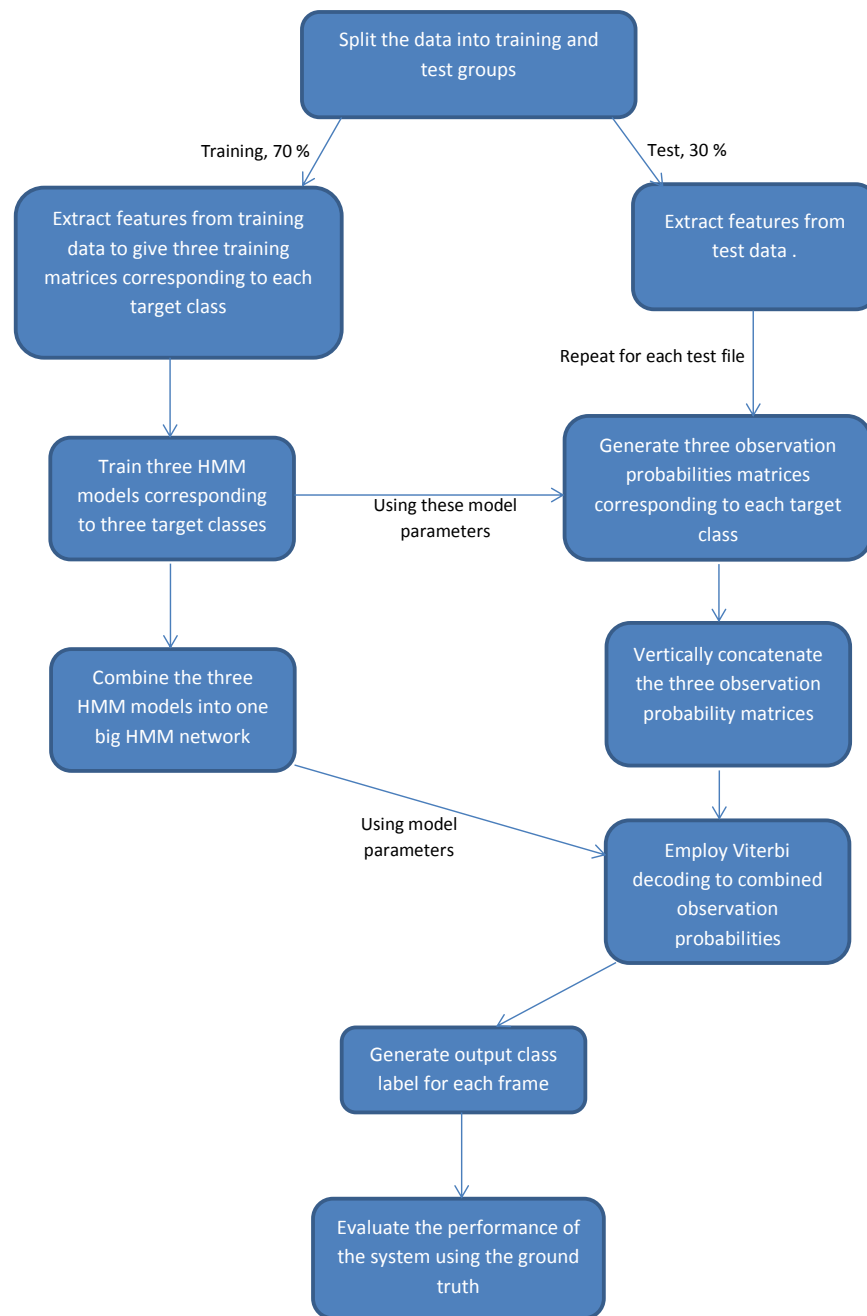 Split the data into training and
test groups
Training, 70 %
Test, 30 %
Extract features from training
data to give three training
matrices corresponding to each
target class
Extract features from
test data .
Repeat for each test file
Train three HMM
models corresponding
to three target classes
Using these model
parameters
Generate three observation
probabilities matrices
corresponding to each target
class
Combine the three
HMM models into one
big HMM network
Vertically concatenate
the three observation
probability matrices
Using model
parameters
Employ Viterbi
decoding to combined
observation
probabilities
Generate output class
label for each frame
Evaluate the performance of
the system using the ground
truth